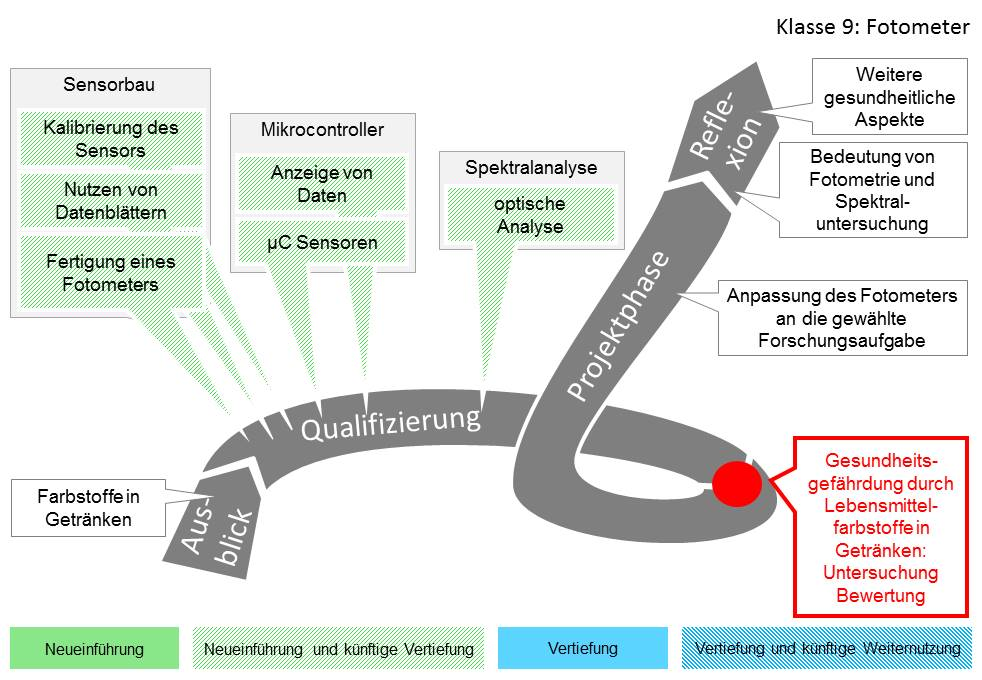 Klasse 9: Fotometer
Sensorbau
Kalibrierung des
Sensors
Nutzen von
Datenblättern
Fertigung eines
Fotometers
Mikrocontroller
Anzeige von
Daten
µC Sensoren
Spektralanalyse
optische
Analyse
Weitere
gesundheitliche
Aspekte
Bedeutung von
Fotometrie und
Spektral-
untersuchung
Anpassung des Fotometers
an die gewählte
Forschungsaufgabe
Refle-
xion
Projektphase
Qualifizierung
Aus-
blick
Farbstoffe in
Getränken
Gesundheits-
gefährdung durch
Lebensmittel-
farbstoffe in
Getränken:
Untersuchung
Bewertung
Neueinführung
Neueinführung und künftige Vertiefung
Vertiefung
Vertiefung und künftige Weiternutzung